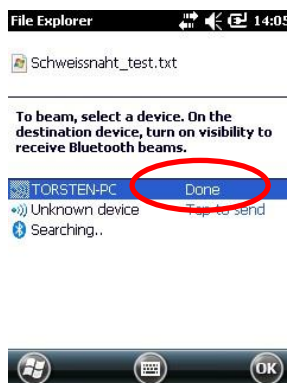 File Explorer 14:05
Schweissnaht_test.txt
To beam, select a device. On the
destination device, turn on visibility to
receive Bluetooth beams.
TORSTEN-PC Done
Unknown device Tap to send
Searching..
OK